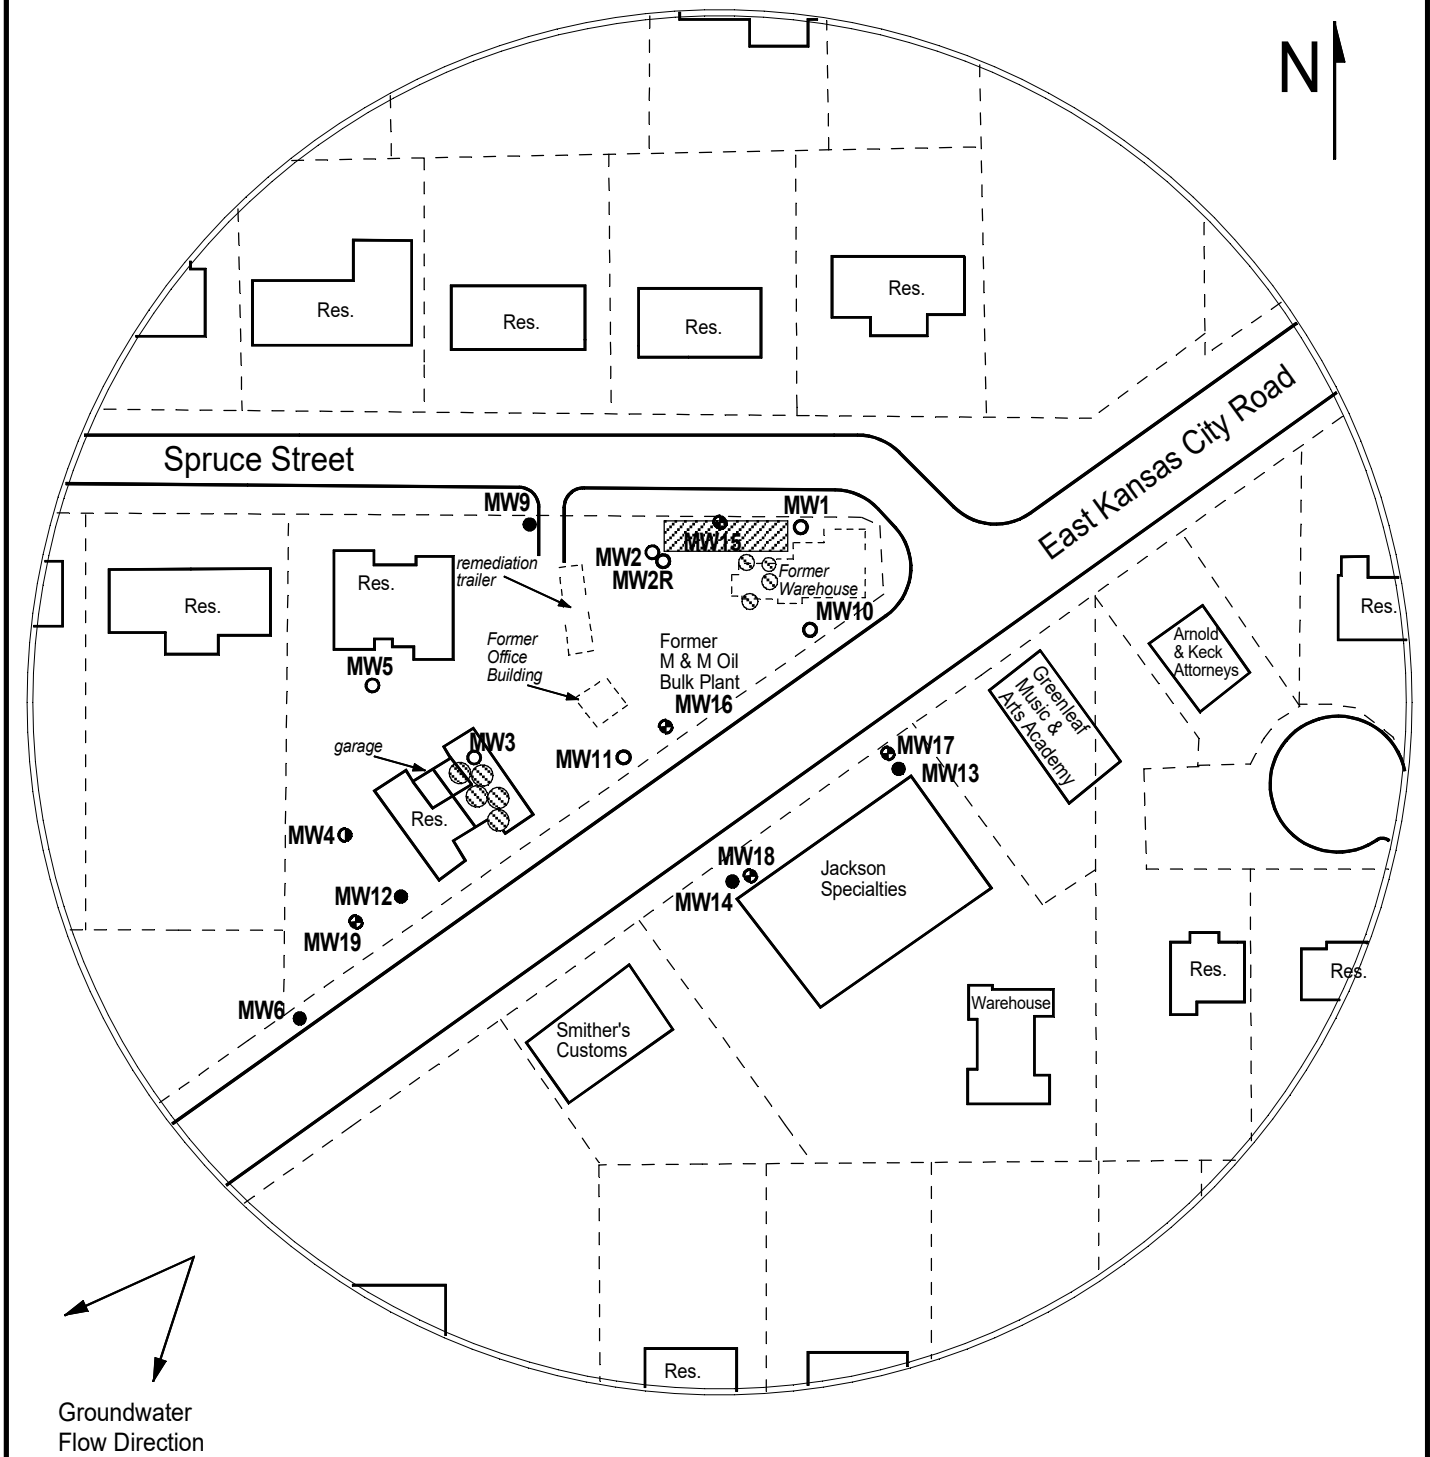 N
Res.
Res.
Res.
Res.
East Kansas City Road
Spruce Street
MW9
MW1
MW15
MW2
MW2R
remediation
trailer
Former
Warehouse
Res.
Res.
Res.
MW10
Former
Office
Building
Former
M & M Oil
Bulk Plant
Arnold
& Keck
Attorneys
MW5
Greenleaf
Music &
Arts Academy
MW16
garage
MW3
MW11
MW17
MW13
Res.
MW4
MW18
MW14
Jackson
Specialties
MW12
MW19
MW6
Res.
Res.
Warehouse
Smither's
Customs
Res.
Groundwater
Flow Direction